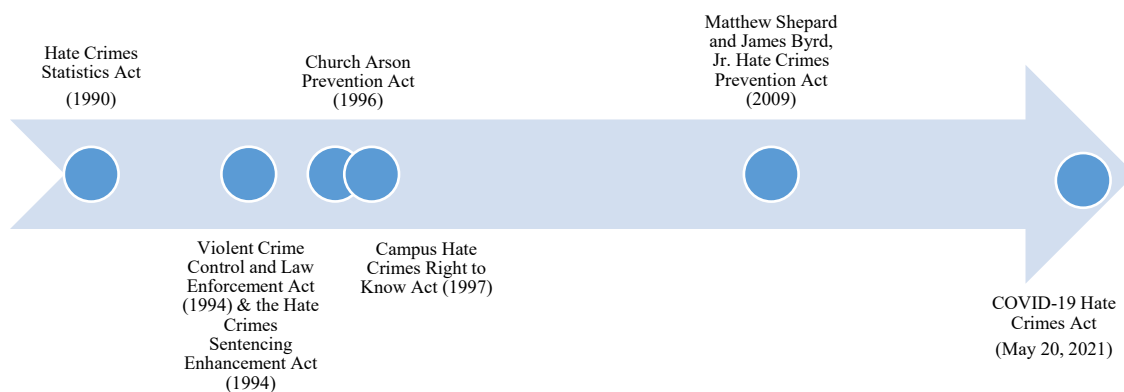 Hate Crimes
Statistics Act
(1990)
Violent Crime
Control and Law
Enforcement Act
(1994) & the Hate
Crimes
Sentencing
Enhancement Act
(1994)
Church Arson
Prevention Act
(1996)
Campus Hate
Crimes Right to
Know Act (1997)
Matthew Shepard
and James Byrd,
Jr. Hate Crimes
Prevention Act
(2009)
COVID-19 Hate
Crimes Act
(May 20, 2021)